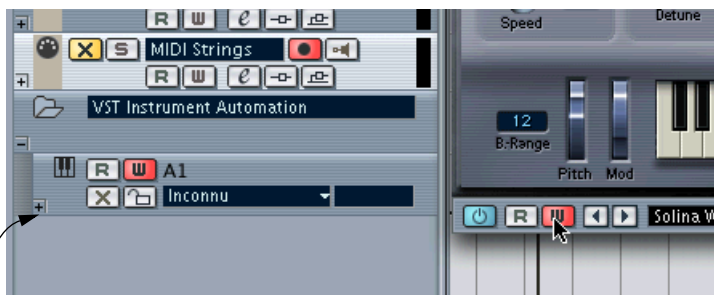 R W e
Speed
Detune
X S MIDI Strings
R W e
VST Instrument Automation
12
B.-Range
Pitch Mod
R W A1
X Inconnu
R W Solina W